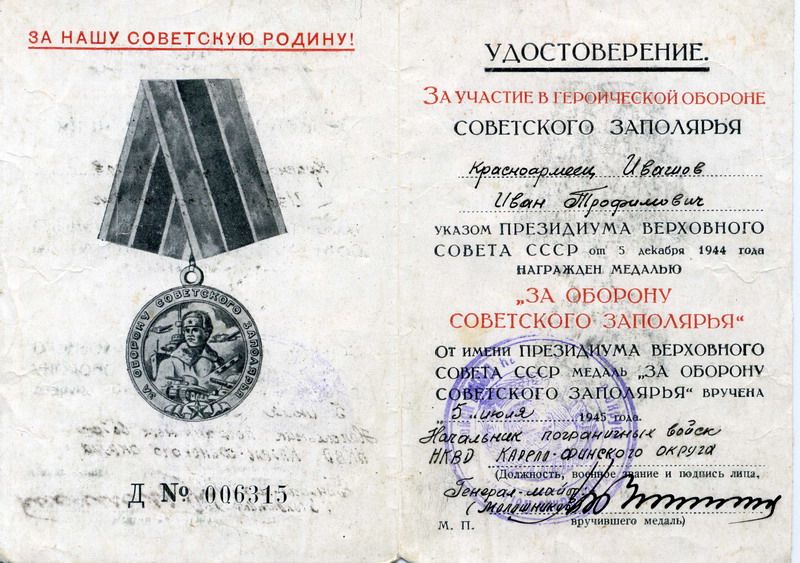 ЗА НАШУ СОВЕТСКУЮ РОДИНУ!
ЗА ОБОРОНУ СОВЕТСКОГО ЗАПОЛЯРЬЯ
Д № 006315
УДОСТОВЕРЕНИЕ.
ЗА УЧАСТИЕ В ГЕРОИЧЕСКОЙ ОБОРОНЕ
СОВЕТСКОГО ЗАПОЛЯРЬЯ
Красноармеец Ивашов
Иван Трофимович
УКАЗОМ ПРЕЗИДИУМА ВЕРХОВНОГО
СОВЕТА СССР от 5 декабря 1944 года
НАГРАЖДЕН МЕДАЛЬЮ
„ЗА ОБОРОНУ
СОВЕТСКОГО ЗАПОЛЯРЬЯ“
ОТ ИМЕНИ ПРЕЗИДИУМА ВЕРХОВНОГО
СОВЕТА СССР МЕДАЛЬ „ЗА ОБОРОНУ
СОВЕТСКОГО ЗАПОЛЯРЬЯ“ ВРУЧЕНА
„5 июля 1945 года.
Начальник пограничных войск
НКВД Карело-Финского округа
(Должность, военное звание и подпись лица,
Генерал-майор
(Молошников)
М. П. вручившего медаль)